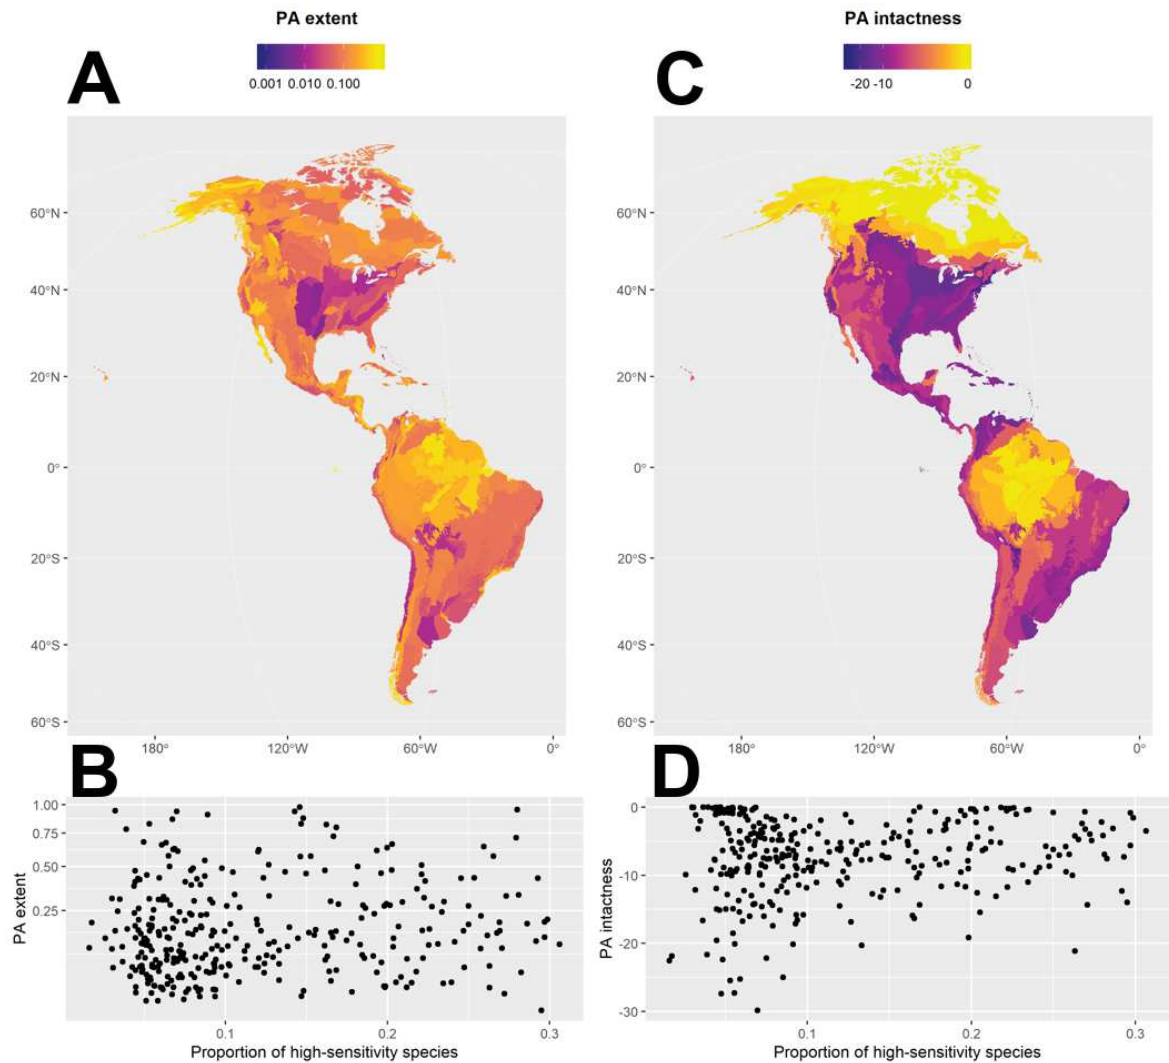 PA extent
0.001 0.010 0.100
A
60°N
40°N
20°N
0°
20°S
40°S
60°S
180° 120°W 60°W 0°
PA intactness
-20 -10 0
C
60°N
40°N
20°N
0°
20°S
40°S
60°S
180° 120°W 60°W 0°
B
PA extent
1.00
0.75
0.50
0.25
0.1 0.2 0.3
Proportion of high-sensitivity species
D
PA intactness
0
-10
-20
-30
0.1 0.2 0.3
Proportion of high-sensitivity species